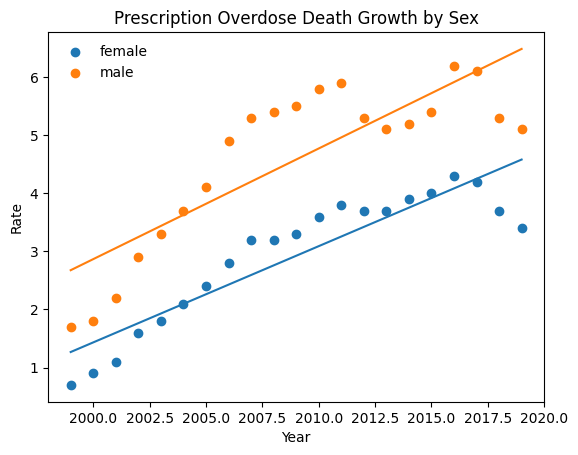 Prescription Overdose Death Growth by Sex
female
male
Rate
6
5
4
3
2
1
2000.0 2002.5 2005.0 2007.5 2010.0 2012.5 2015.0 2017.5 2020.0
Year